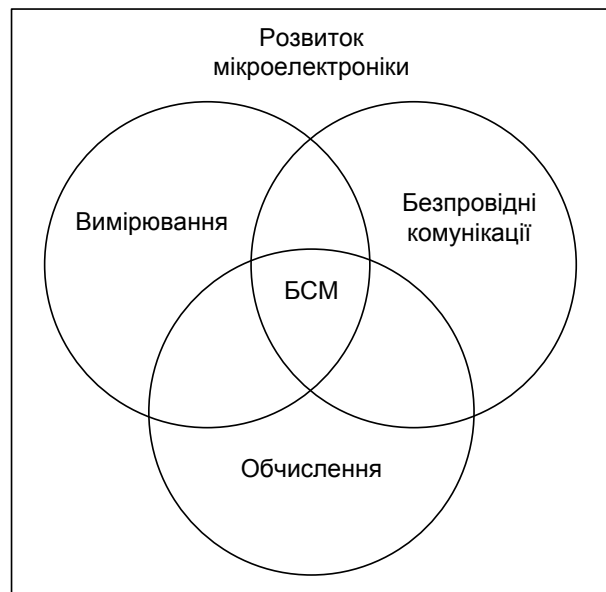 Розвиток
мікроелектроніки
Вимірювання
Безпровідні
комунікації
БСМ
Обчислення